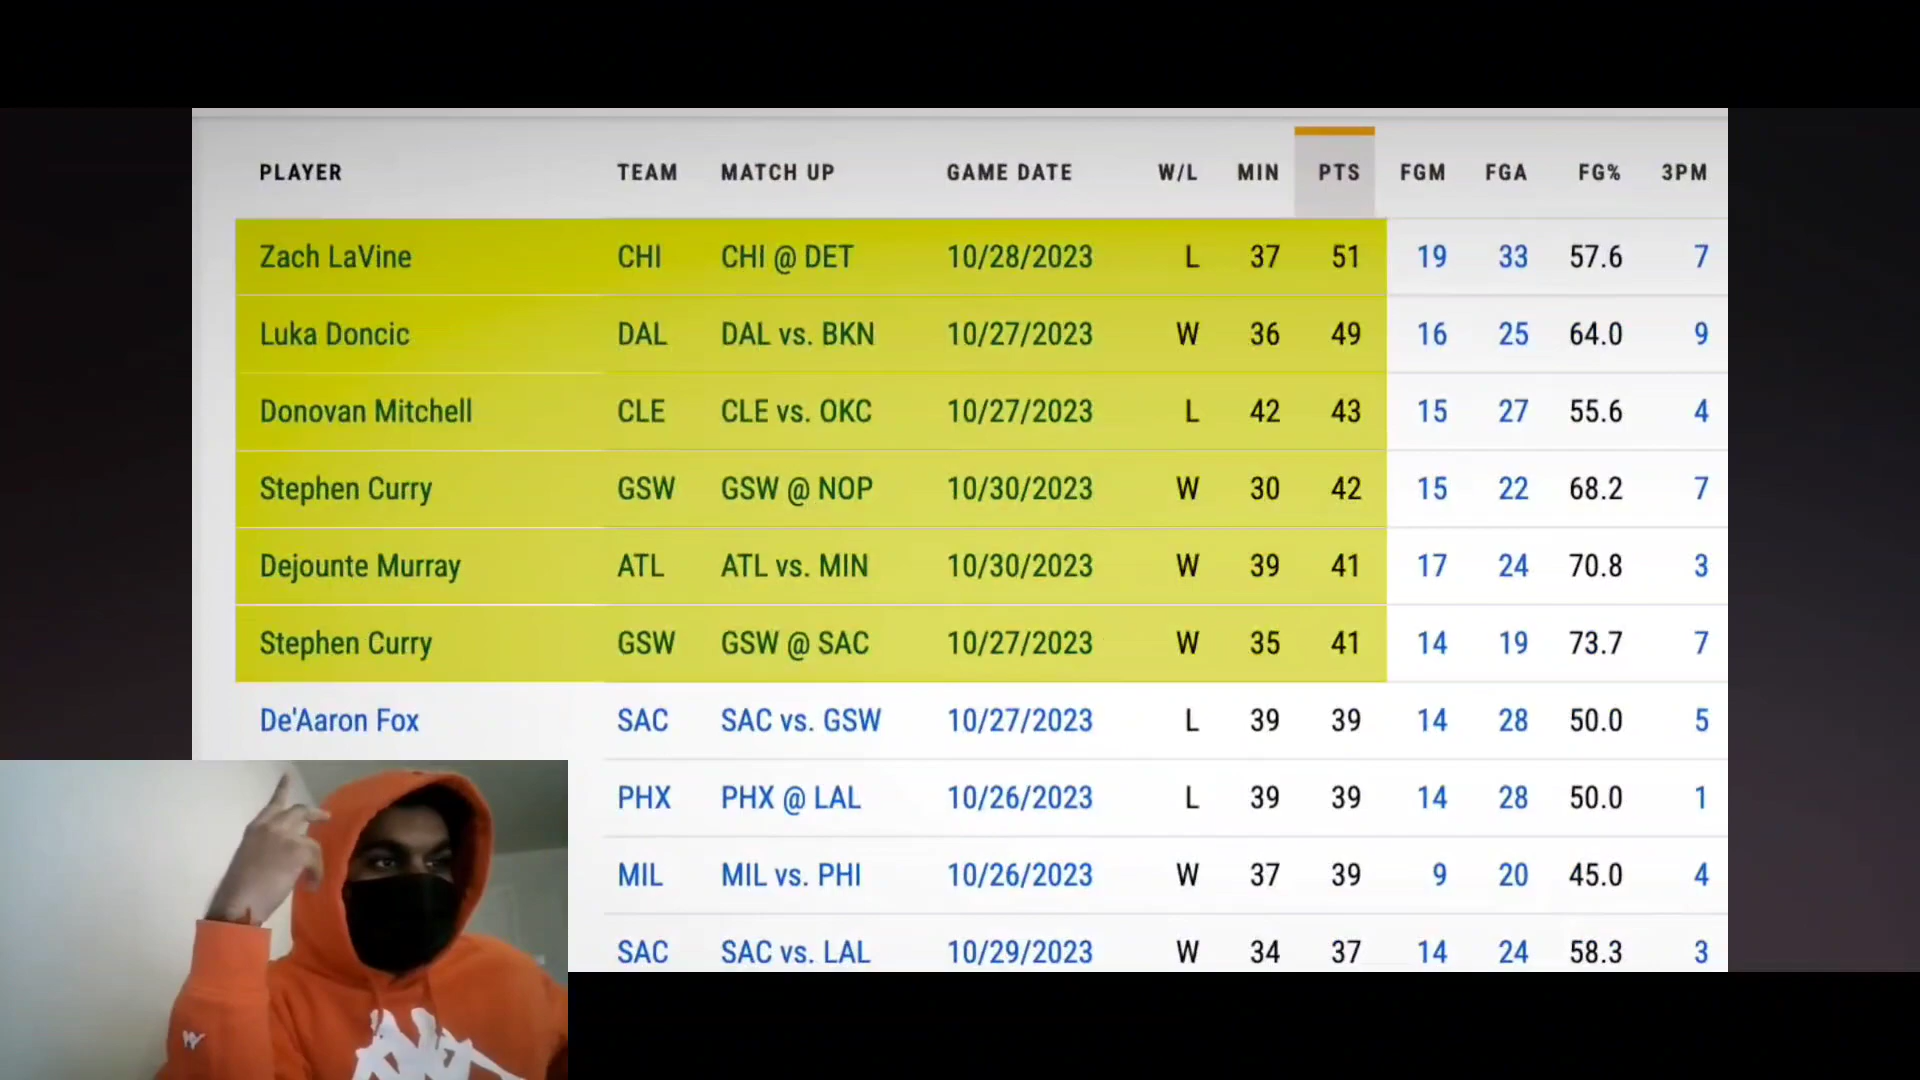 PLAYER TEAM MATCH UP GAME DATE W/L MIN PTS FGM FGA FG% 3PM
Zach LaVine CHI CHI @ DET 10/28/2023 L 37 51 19 33 57.6 7
Luka Doncic DAL DAL vs. BKN 10/27/2023 W 36 49 16 25 64.0 9
Donovan Mitchell CLE CLE vs. OKC 10/27/2023 L 42 43 15 27 55.6 4
Stephen Curry GSW GSW @ NOP 10/30/2023 W 30 42 15 22 68.2 7
Dejounte Murray ATL ATL vs. MIN 10/30/2023 W 39 41 17 24 70.8 3
Stephen Curry GSW GSW @ SAC 10/27/2023 W 35 41 14 19 73.7 7
De'Aaron Fox SAC SAC vs. GSW 10/27/2023 L 39 39 14 28 50.0 5
PHX PHX @ LAL 10/26/2023 L 39 39 14 28 50.0 1
MIL MIL vs. PHI 10/26/2023 W 37 39 9 20 45.0 4
SAC SAC vs. LAL 10/29/2023 W 34 37 14 24 58.3 3